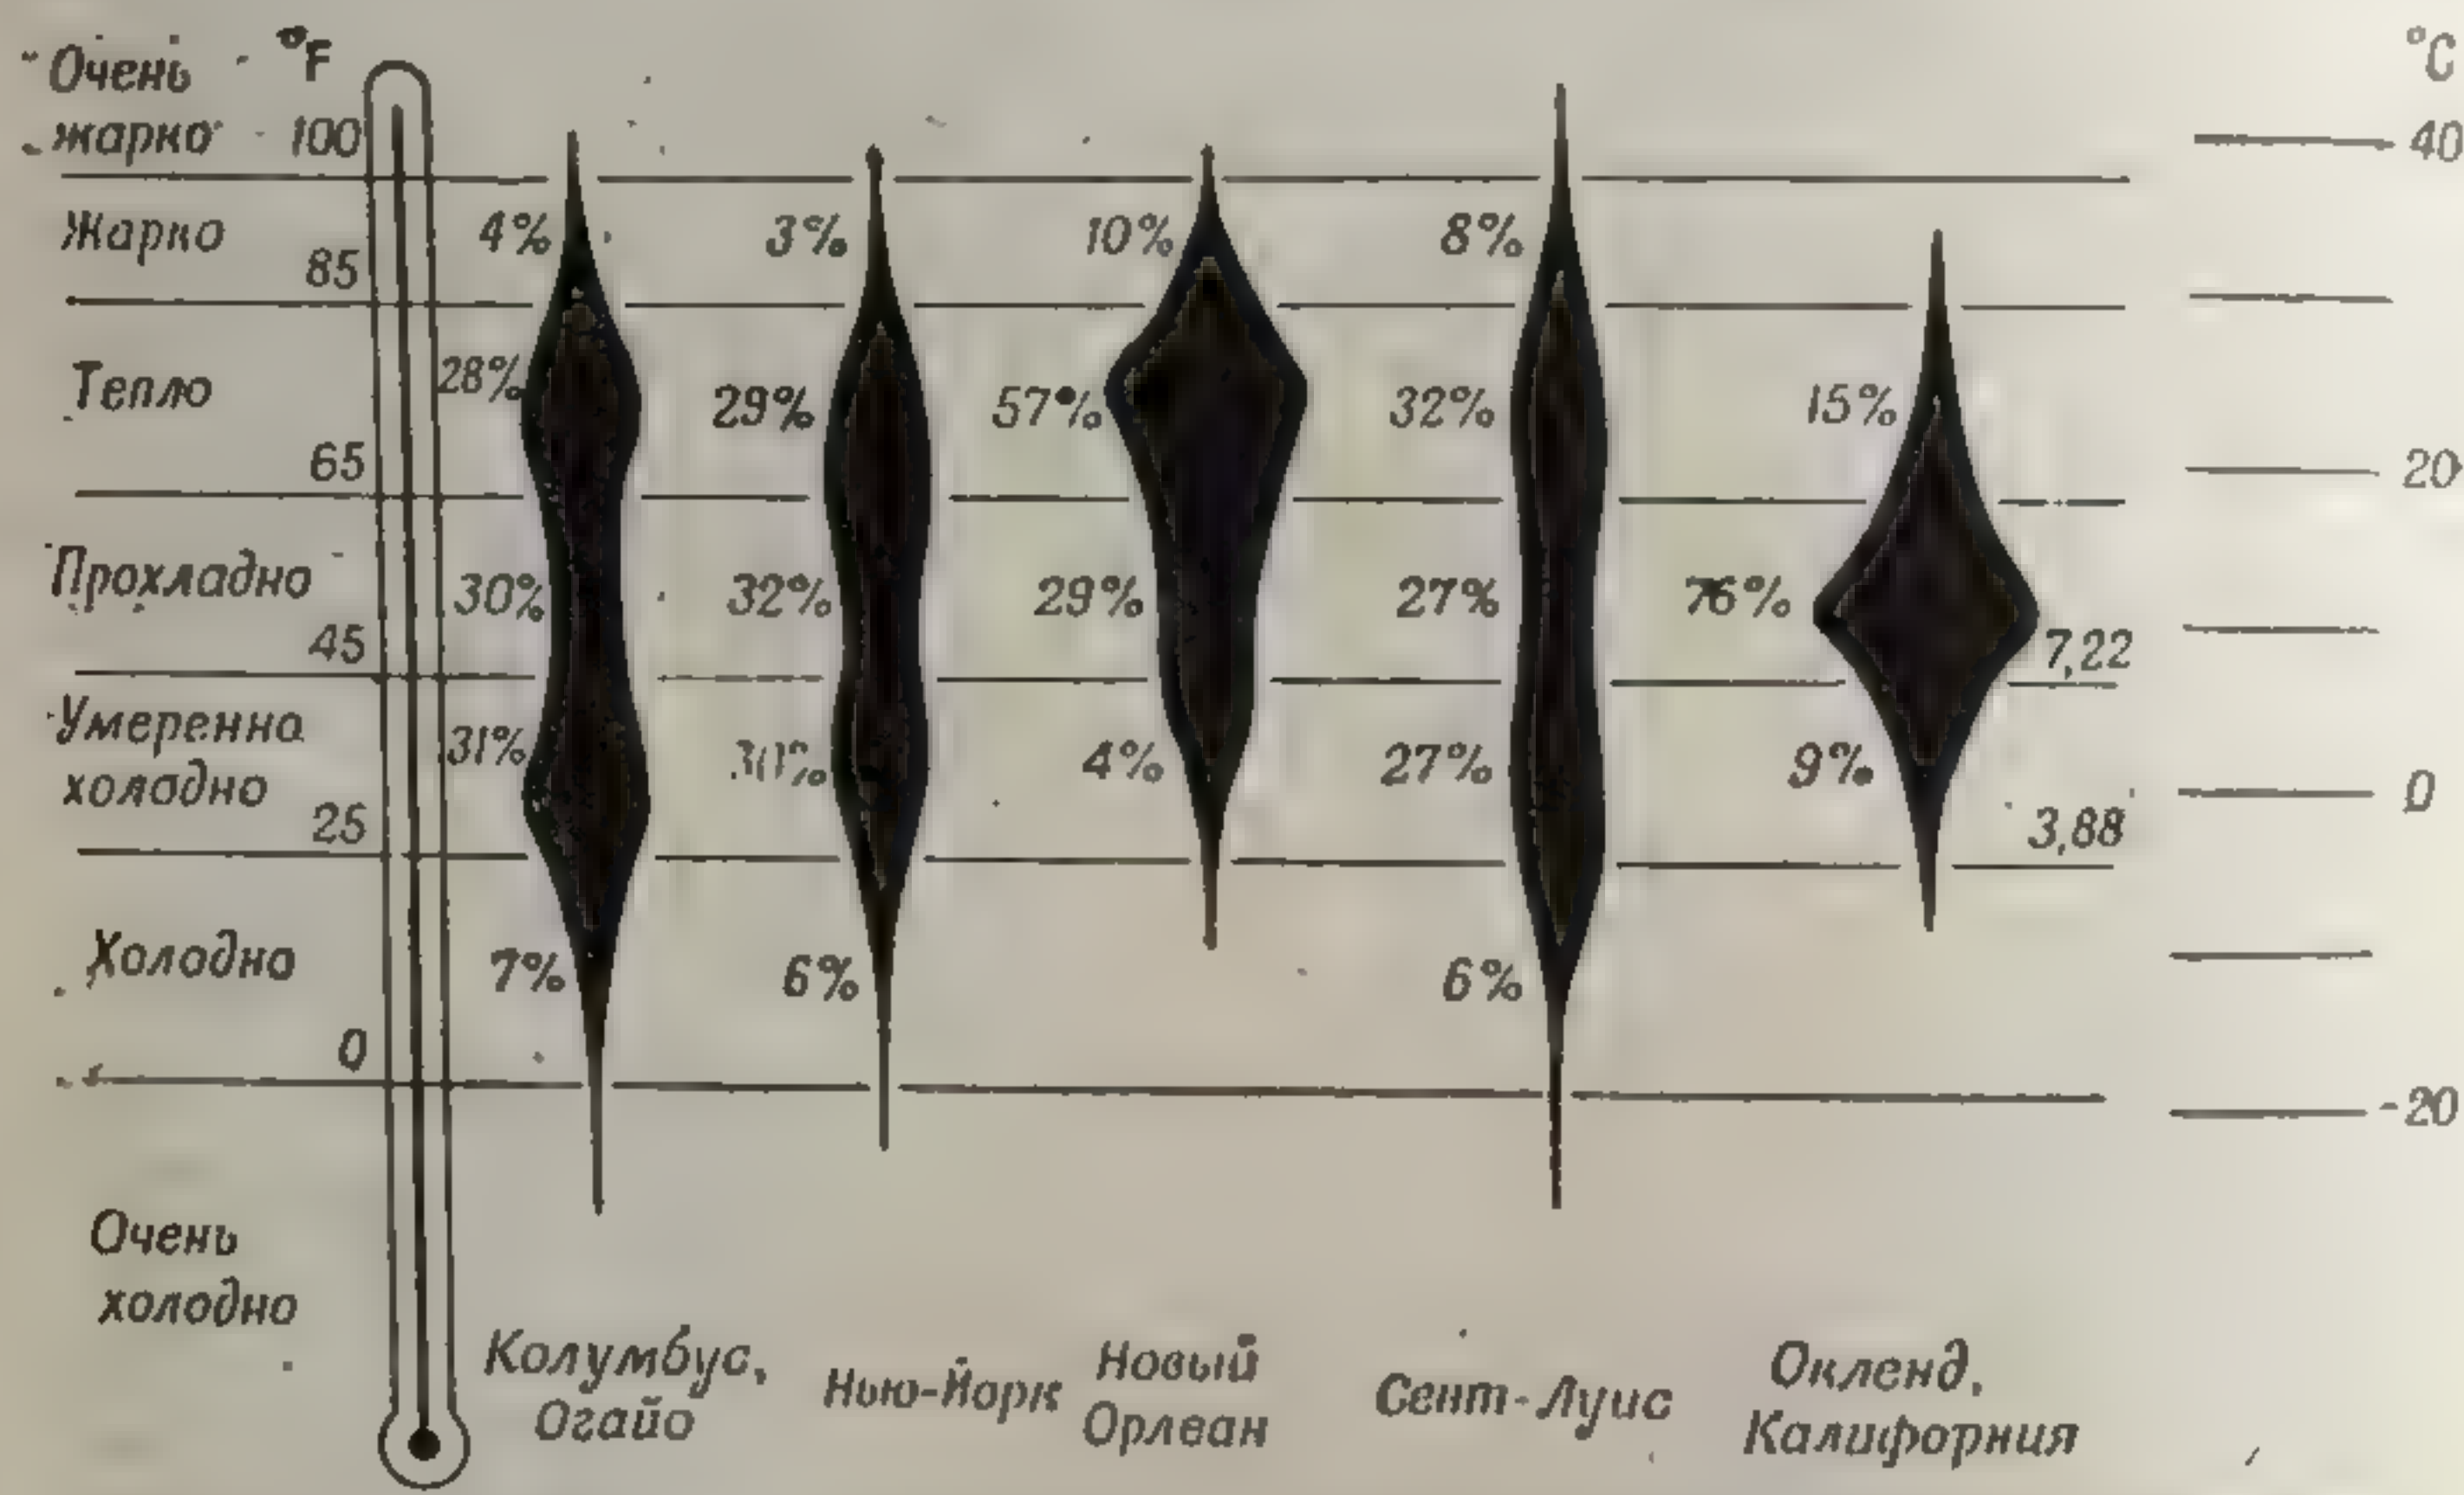 Очень °F °C
жарко 100 40
Жарко 4% 3% 10% 8%
85
Тепло 28% 29% 57% 32% 15%
65 20
Прохладно 30% 32% 29% 27% 76%
45 7,22
Умеренно
31% 30% 4% 27% 9%
холодно 0
25 3,88
Холодно 7% 6% 6%
0 -20
Очень
холодно
Колумбус,
Огайо
Нью-Йорк
Новый
Орлеан
Сент-Луис
Окленд,
Калифорния